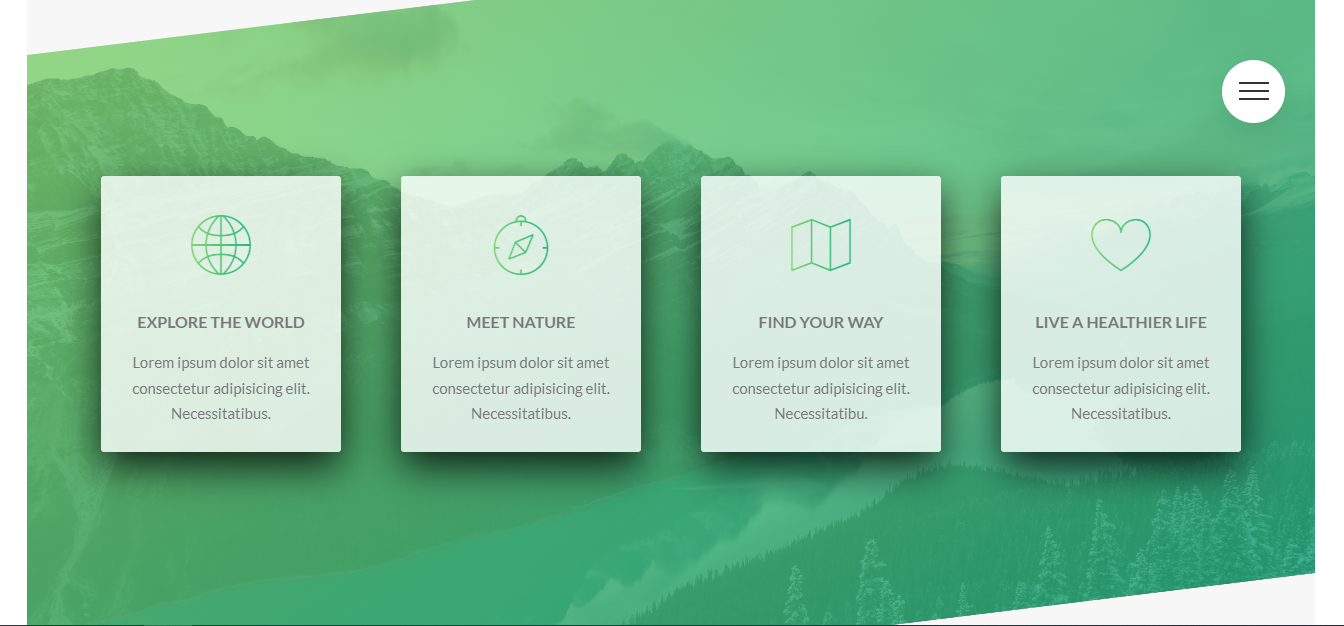 EXPLORE THE WORLD
Lorem ipsum dolor sit amet
consectetur adipisicing elit.
Necessitatibus.
MEET NATURE
Lorem ipsum dolor sit amet
consectetur adipisicing elit.
Necessitatibus.
FIND YOUR WAY
Lorem ipsum dolor sit amet
consectetur adipisicing elit.
Necessitatibu.
LIVE A HEALTHIER LIFE
Lorem ipsum dolor sit amet
consectetur adipisicing elit.
Necessitatibus.